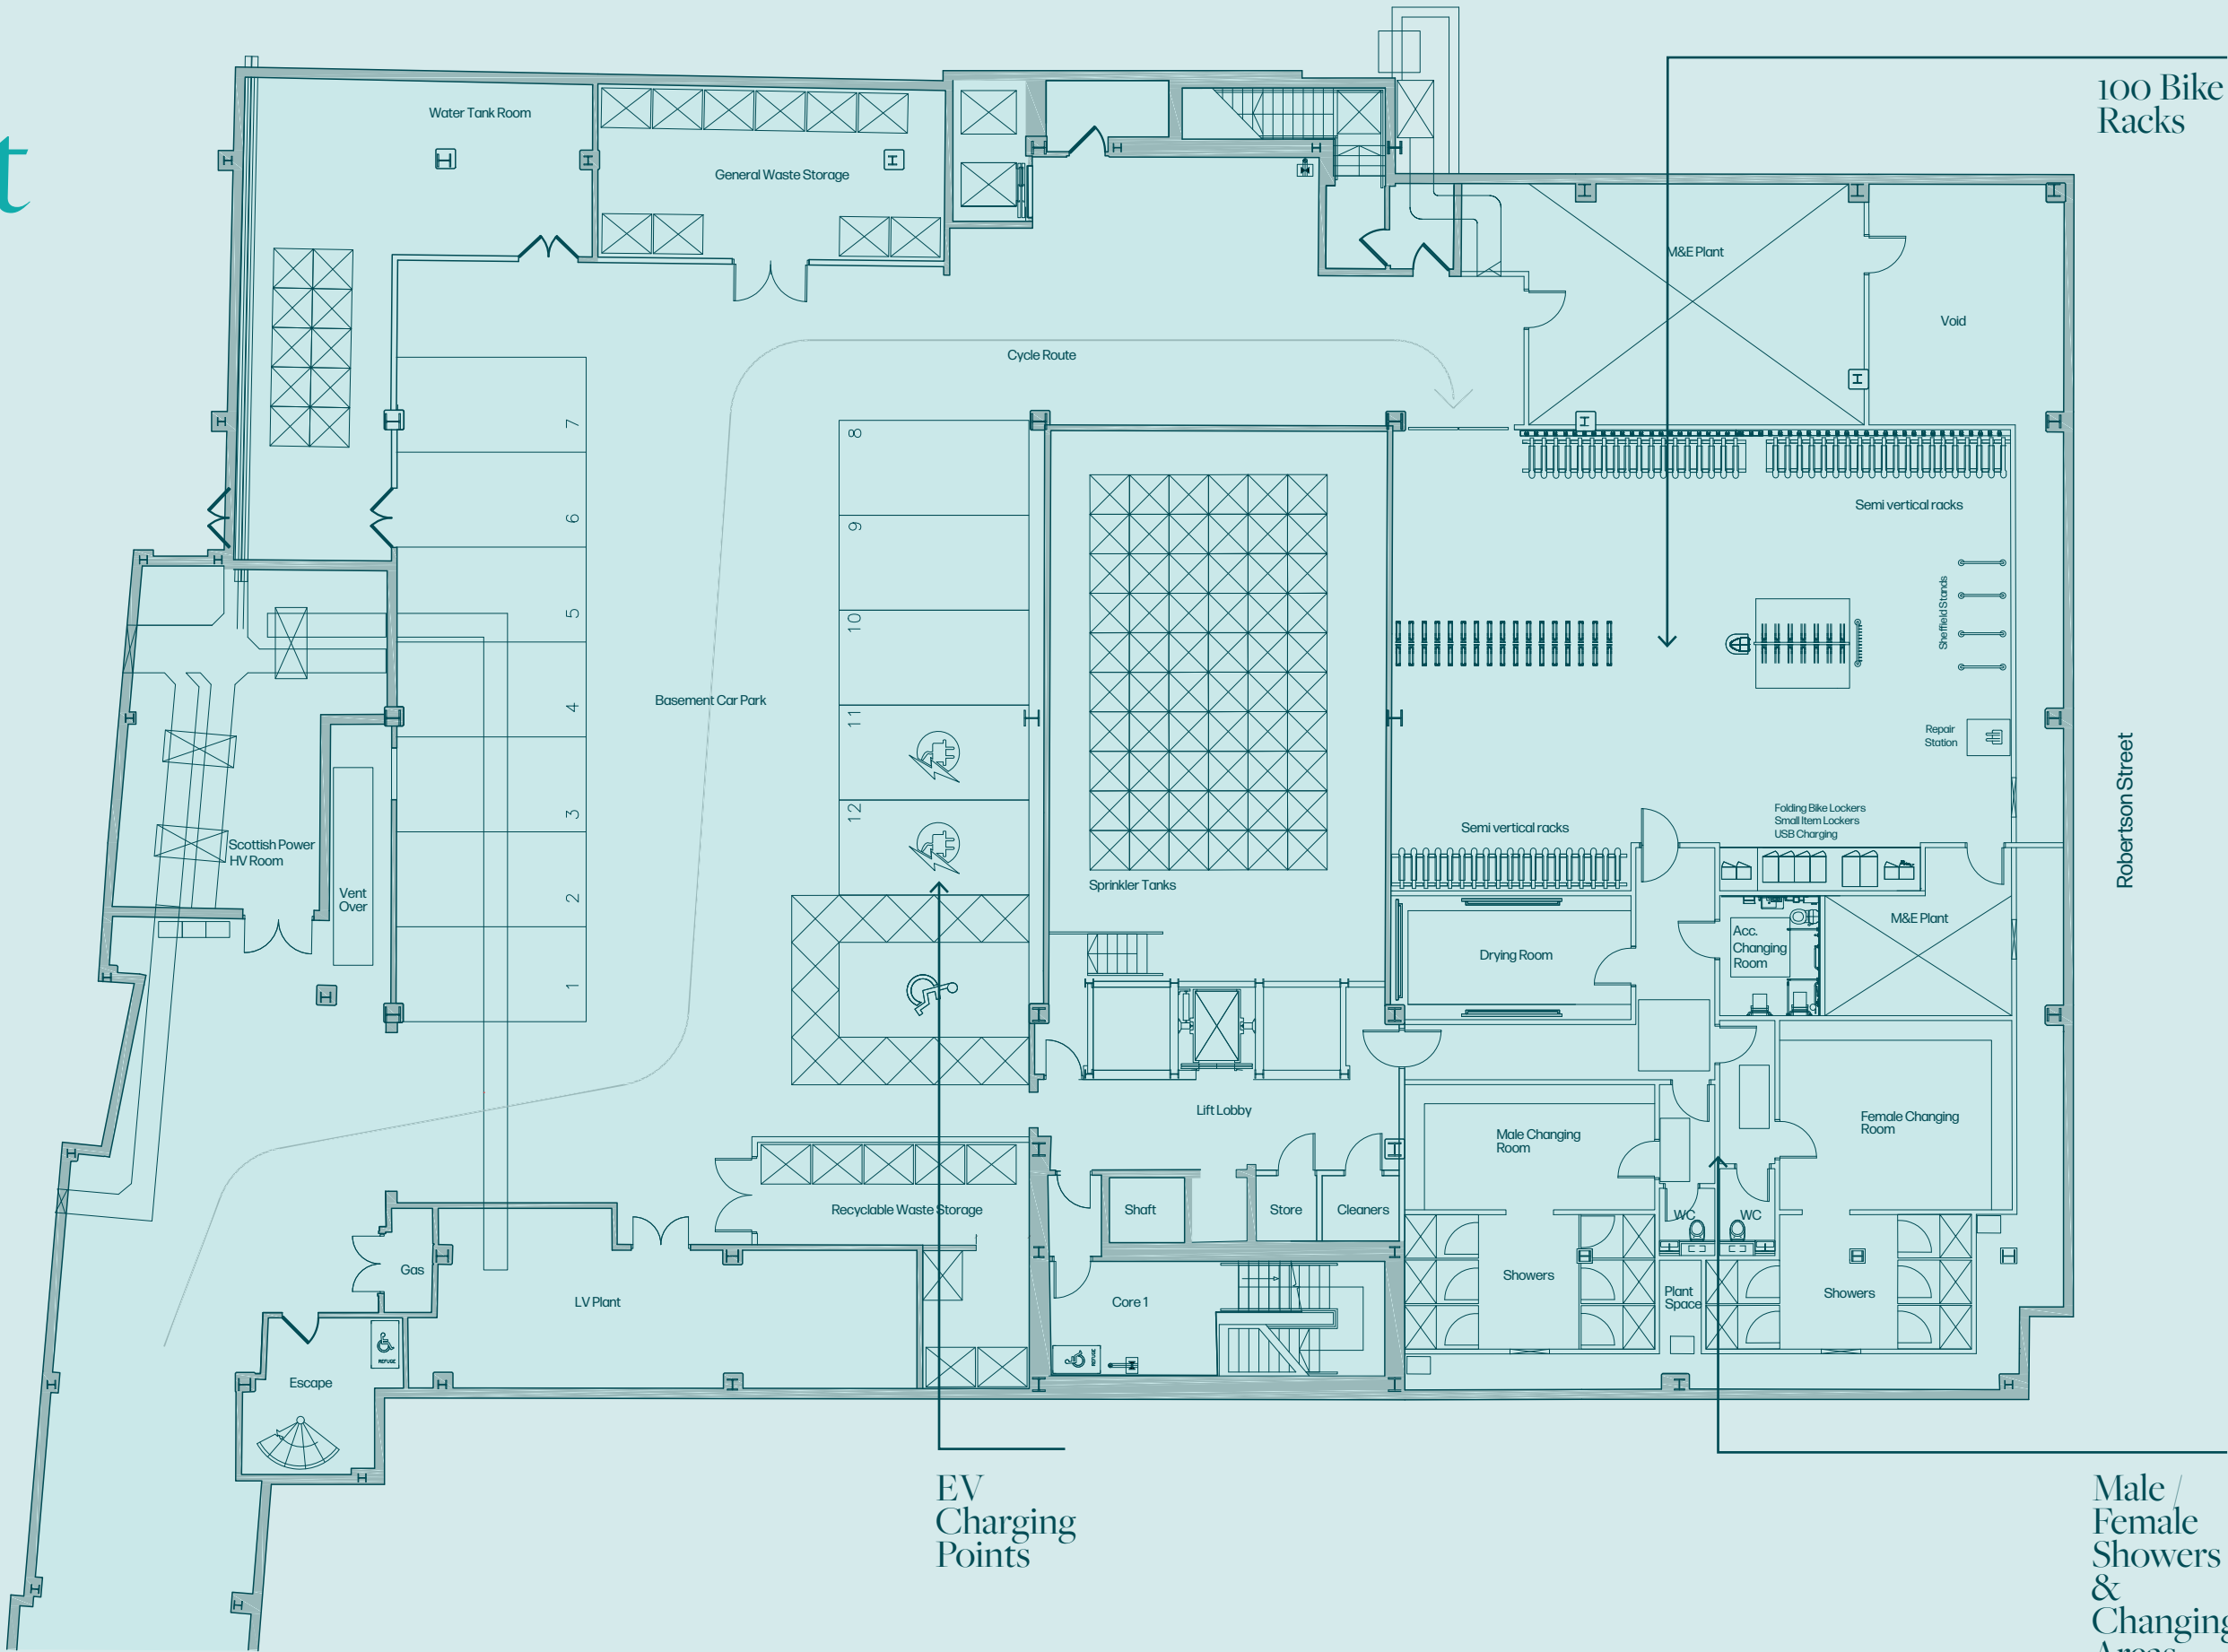 t
100 Bike
Racks
Water Tank Room
General Waste Storage
M&E Plant
Void
Cycle Route
7
8
6
9
Semi vertical racks
5
10
Sheffield Stands
4
Basement Car Park
11
Repair
Station
Robertson Street
3
12
Semi vertical racks
Folding Bike Lockers
Small Item Lockers
USB Charging
Scottish Power
HV Room
Vent
Over
2
Sprinkler Tanks
Drying Room
Acc.
Changing
Room
M&E Plant
1
Lift Lobby
Male Changing
Room
Female Changing
Room
Recyclable Waste Storage
Shaft
Store
Cleaners
WC
WC
Gas
LV Plant
Core 1
Showers
Plant
Space
Showers
REFUGE
REFUGE
Escape
EV
Charging
Points
Male /
Female
Showers
&
Changing
Areas